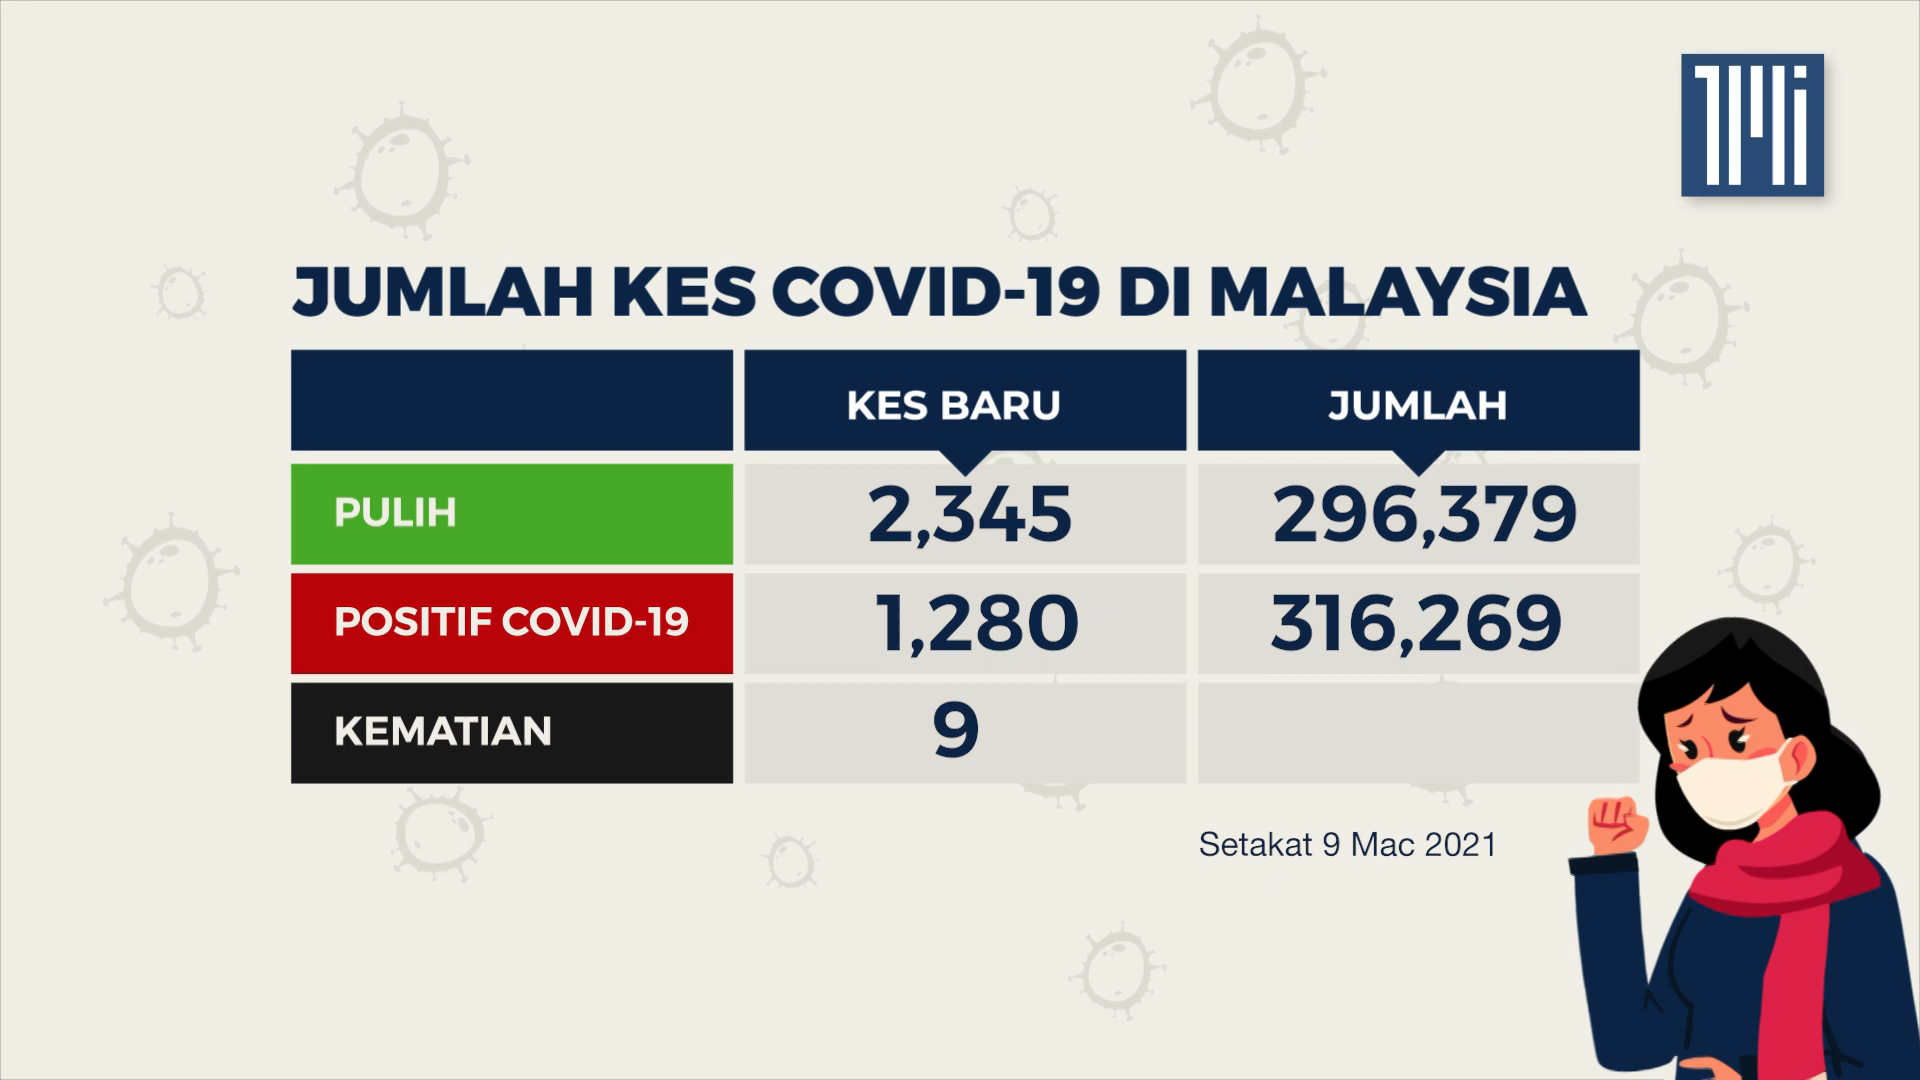 TMi
JUMLAH KES COVID-19 DI MALAYSIA
KES BARU JUMLAH
PULIH 2,345 296,379
POSITIF COVID-19 1,280 316,269
KEMATIAN 9
Setakat 9 Mac 2021